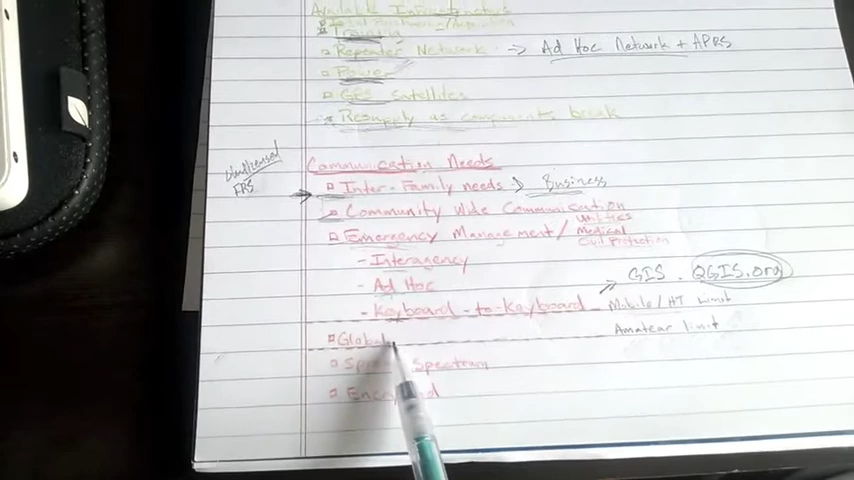 Available Infrastructure
Training
Repeater Network -> Ad Hoc Network + APRS
Power
Satellites
Resupply as components break
Unlicensed
FRS
Communication Needs
Inter-Family needs -> Business
Community Wide Communication
Emergency Management/ Utilities
Medical
Civil Protection
- Interagency
- Ad Hoc
GIS . QGIS.org
- Keyboard-to-Keyboard
Mobile/HT limit
Amatear limit
Global
Spectrum